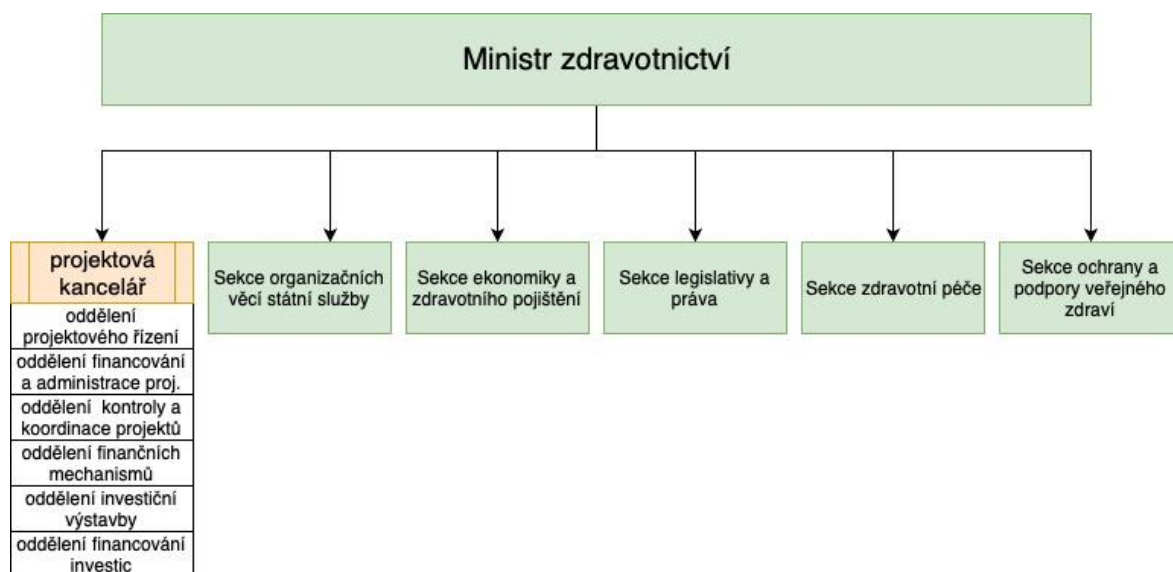 Ministr zdravotnictví
projektová
kancelář
oddělení
projektového řízení
oddělení financování
a administrace proj.
oddělení  kontroly a
koordinace projektů
oddělení finančních
mechanismů
oddělení investiční
výstavby
oddělení financování
investic
Sekce organizačních
věcí státní služby
Sekce ekonomiky a
zdravotního pojištění
Sekce legislativy a
práva
Sekce zdravotní péče
Sekce ochrany a
podpory veřejného
zdraví